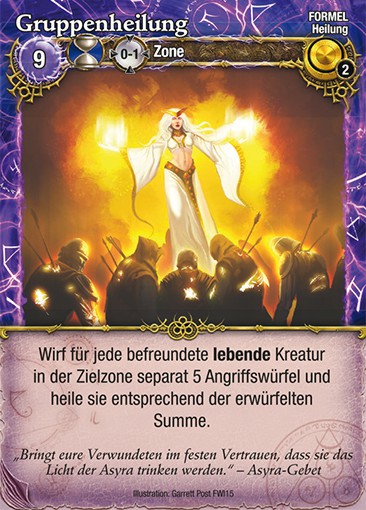 Gruppenheilung
FORMEL
Heilung
9
0-1
Zone
2
Wirf für jede befreundete lebende Kreatur
in der Zielzone separat 5 Angriffswürfel und
heile sie entsprechend der erwürfelten
Summe.
„Bringt eure Verwundeten im festen Vertrauen, dass sie das
Licht der Asyra trinken werden.“ – Asyra-Gebet
Illustration: Garrett Post FWI15